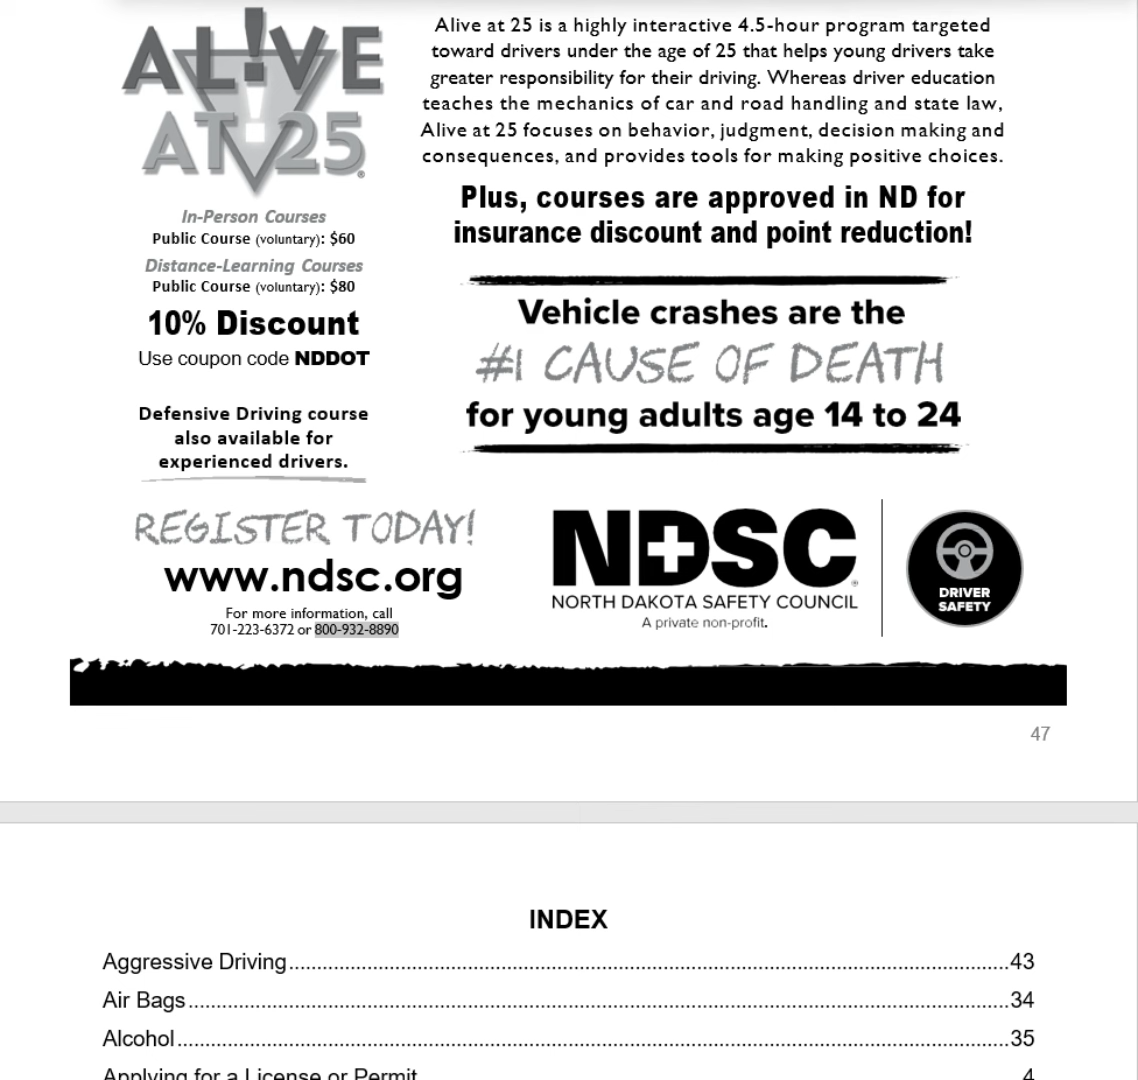 AL!VE
AT 25®
In-Person Courses
Public Course (voluntary): $60
Distance-Learning Courses
Public Course (voluntary): $80
10% Discount
Use coupon code NDDOT
Defensive Driving course
also available for
experienced drivers.
Alive at 25 is a highly interactive 4.5-hour program targeted
toward drivers under the age of 25 that helps young drivers take
greater responsibility for their driving. Whereas driver education
teaches the mechanics of car and road handling and state law,
Alive at 25 focuses on behavior, judgment, decision making and
consequences, and provides tools for making positive choices.
Plus, courses are approved in ND for
insurance discount and point reduction!
Vehicle crashes are the
#1 CAUSE OF DEATH
for young adults age 14 to 24
REGISTER TODAY!
www.ndsc.org
For more information, call
701-223-6372 or 800-932-8890
NDSC®
NORTH DAKOTA SAFETY COUNCIL
A private non-profit.
DRIVER
SAFETY
47
INDEX
Aggressive Driving....................43
Air Bags....................34
Alcohol....................35
Applying for a License or Permit....................4